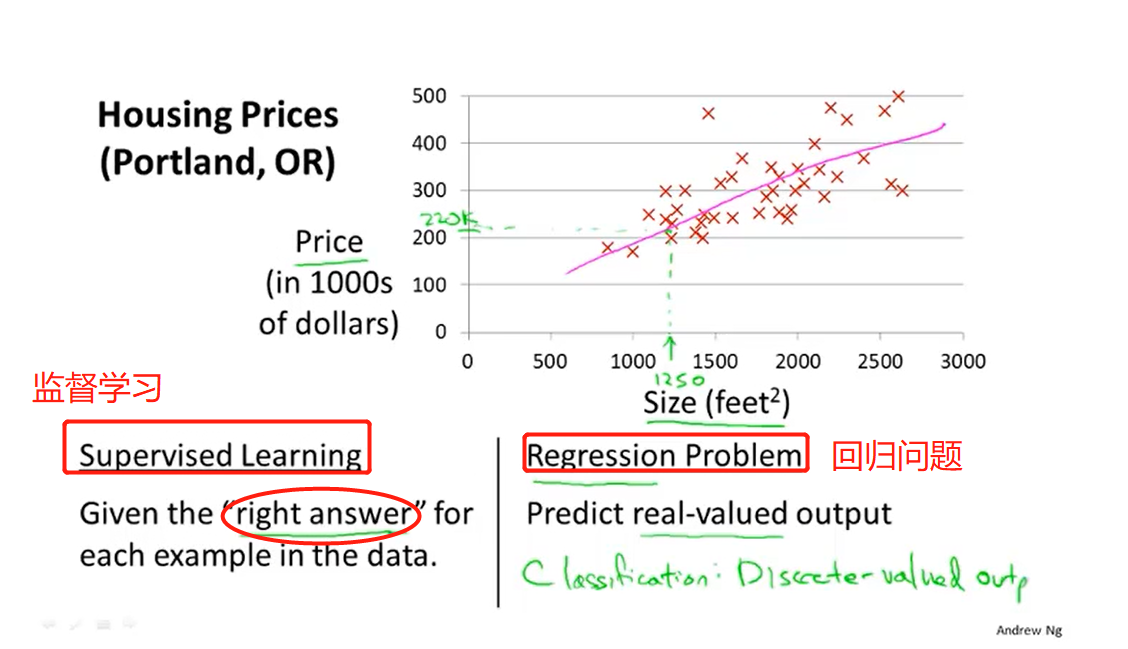 Housing Prices
(Portland, OR)
500
400
300
200
100
0
220K
Price
(in 1000s
of dollars)
0 500 1000 1500 2000 2500 3000
1250
Size (feet²)
监督学习
Supervised Learning
Given the “right answer” for
each example in the data.
Regression Problem
回归问题
Predict real-valued output
Classification: Discrete-valued outp
Andrew Ng